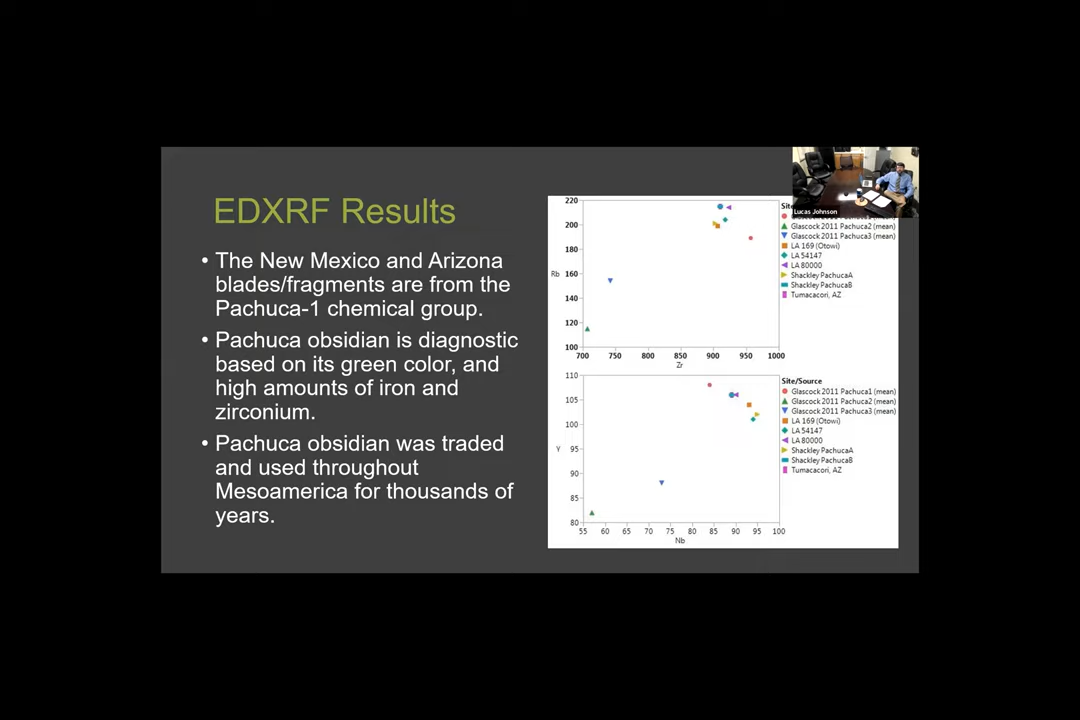 EDXRF Results
• The New Mexico and Arizona
blades/fragments are from the
Pachuca-1 chemical group.
• Pachuca obsidian is diagnostic
based on its green color, and
high amounts of iron and
zirconium.
• Pachuca obsidian was traded
and used throughout
Mesoamerica for thousands of
years.
Lucas Johnson
220
200
180
Rb 160
140
120
100
700 750 800 850 900 950 1000
Zr
Glascock 2011 Pachuca2 (mean)
Glascock 2011 Pachuca3 (mean)
LA 169 (Otowi)
LA 54147
LA 80000
Shackley PachucaA
Shackley PachucaB
Tumacacori, AZ
110
105
100
Y 95
90
85
80
55 60 65 70 75 80 85 90 95 100
Nb
Site/Source
Glascock 2011 Pachuca1 (mean)
Glascock 2011 Pachuca2 (mean)
Glascock 2011 Pachuca3 (mean)
LA 169 (Otowi)
LA 54147
LA 80000
Shackley PachucaA
Shackley PachucaB
Tumacacori, AZ